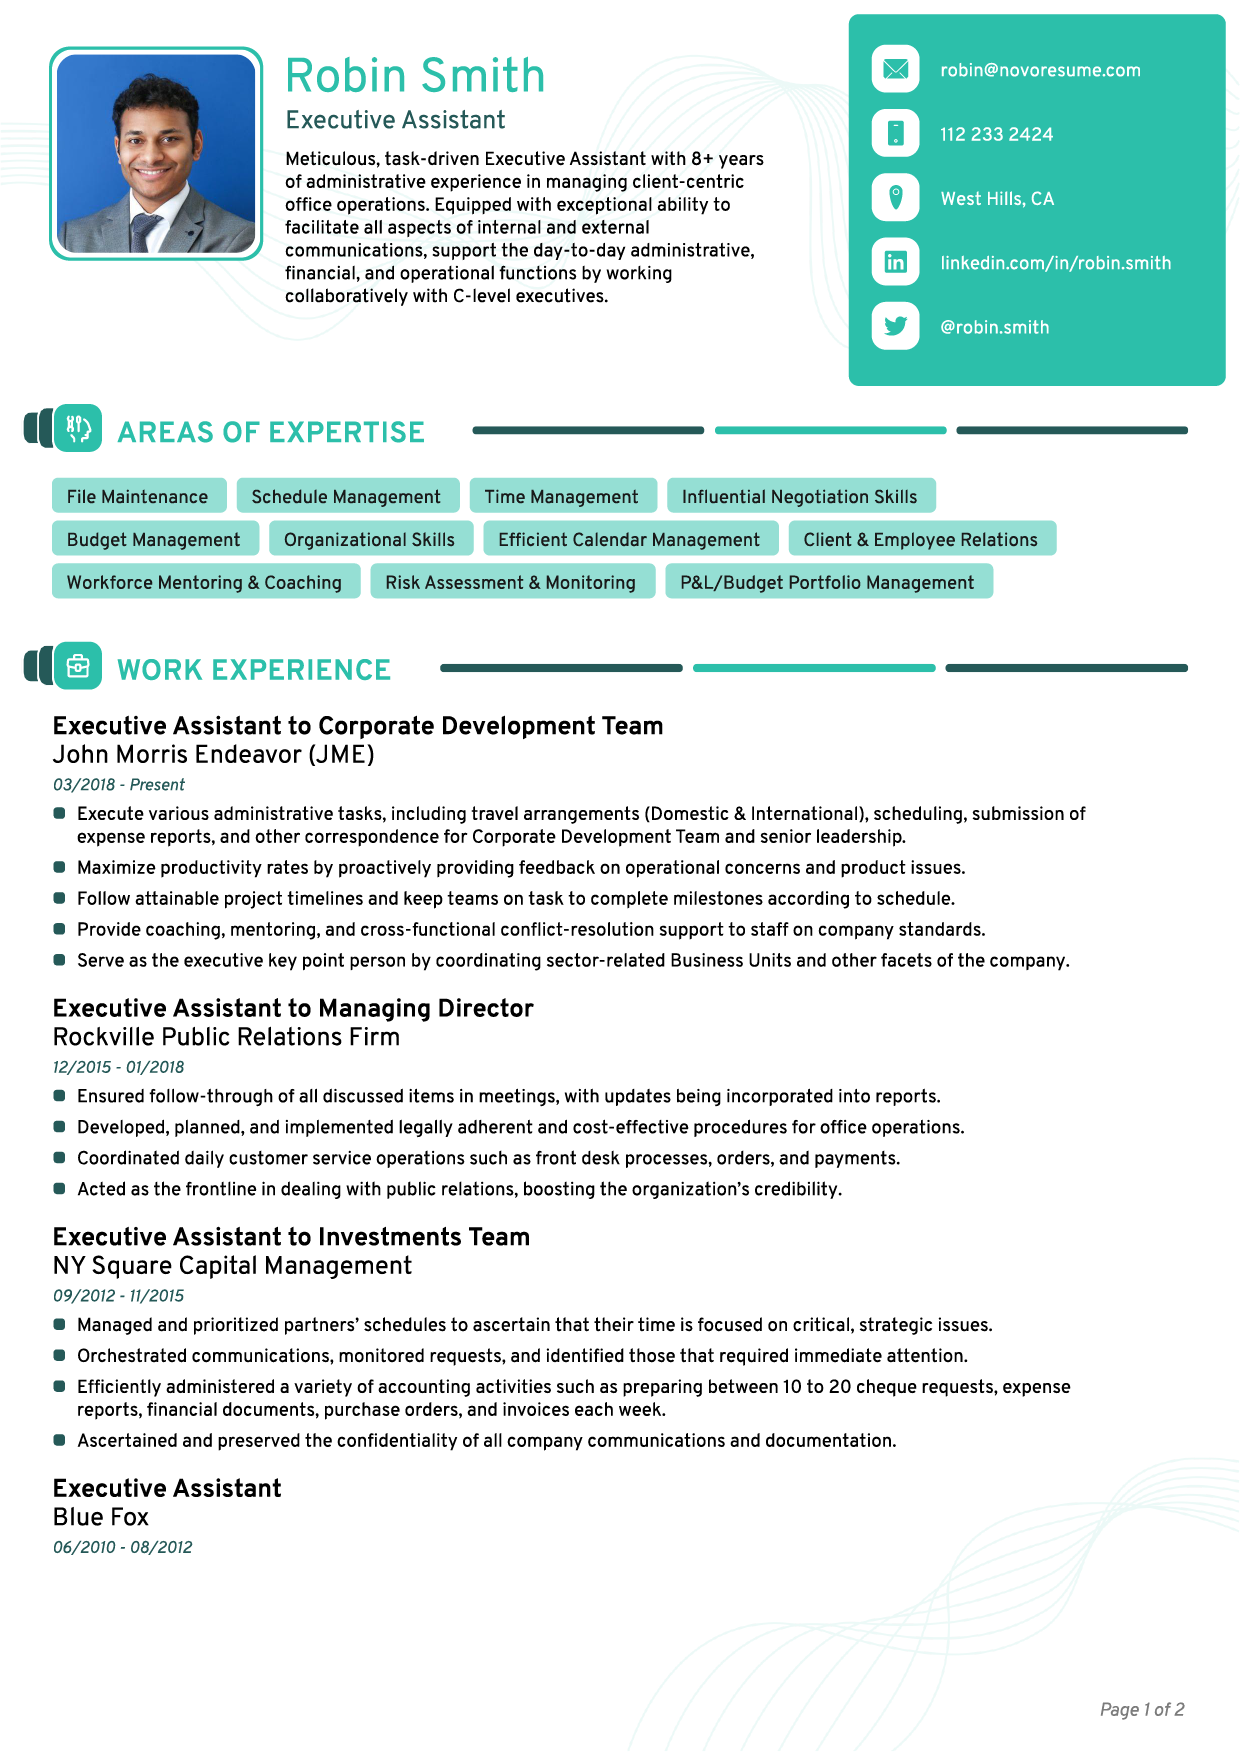 Robin Smith
Executive Assistant
Meticulous, task-driven Executive Assistant with 8+ years
of administrative experience in managing client-centric
office operations. Equipped with exceptional ability to
facilitate all aspects of internal and external
communications, support the day-to-day administrative,
financial, and operational functions by working
collaboratively with C-level executives.
robin@novoresume.com
112 233 2424
West Hills, CA
linkedin.com/in/robin.smith
@robin.smith
AREAS OF EXPERTISE
File Maintenance Schedule Management Time Management Influential Negotiation Skills
Budget Management Organizational Skills Efficient Calendar Management Client & Employee Relations
Workforce Mentoring & Coaching Risk Assessment & Monitoring P&L/Budget Portfolio Management
WORK EXPERIENCE
Executive Assistant to Corporate Development Team
John Morris Endeavor (JME)
03/2018 - Present
Execute various administrative tasks, including travel arrangements (Domestic & International), scheduling, submission of
expense reports, and other correspondence for Corporate Development Team and senior leadership.
Maximize productivity rates by proactively providing feedback on operational concerns and product issues.
Follow attainable project timelines and keep teams on task to complete milestones according to schedule.
Provide coaching, mentoring, and cross-functional conflict-resolution support to staff on company standards.
Serve as the executive key point person by coordinating sector-related Business Units and other facets of the company.
Executive Assistant to Managing Director
Rockville Public Relations Firm
12/2015 - 01/2018
Ensured follow-through of all discussed items in meetings, with updates being incorporated into reports.
Developed, planned, and implemented legally adherent and cost-effective procedures for office operations.
Coordinated daily customer service operations such as front desk processes, orders, and payments.
Acted as the frontline in dealing with public relations, boosting the organization’s credibility.
Executive Assistant to Investments Team
NY Square Capital Management
09/2012 - 11/2015
Managed and prioritized partners’ schedules to ascertain that their time is focused on critical, strategic issues.
Orchestrated communications, monitored requests, and identified those that required immediate attention.
Efficiently administered a variety of accounting activities such as preparing between 10 to 20 cheque requests, expense
reports, financial documents, purchase orders, and invoices each week.
Ascertained and preserved the confidentiality of all company communications and documentation.
Executive Assistant
Blue Fox
06/2010 - 08/2012
Page 1 of 2